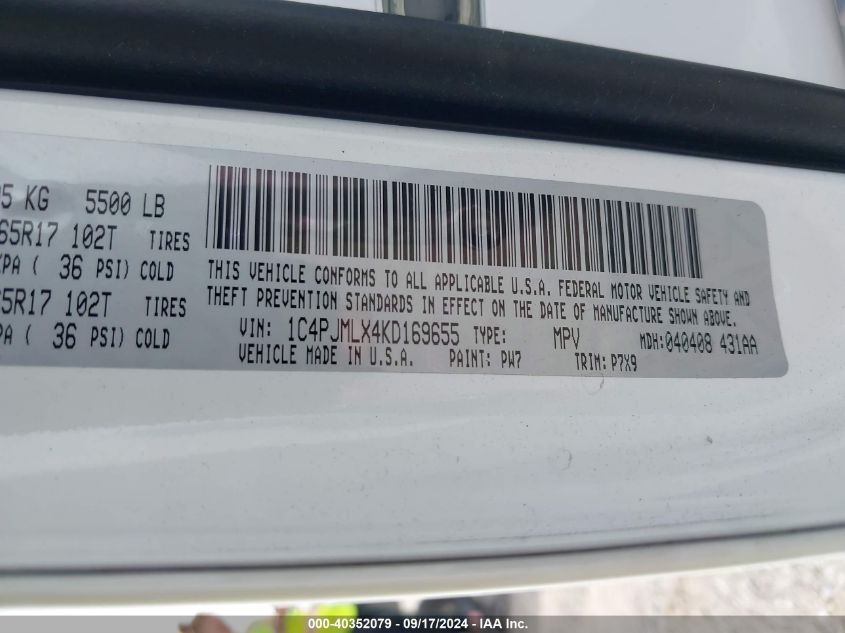 05 KG 5500 LB
65R17 102T TIRES
KPA ( 36 PSI) COLD
65R17 102T TIRES
PA ( 36 PSI) COLD
THIS VEHICLE CONFORMS TO ALL APPLICABLE U.S.A. FEDERAL MOTOR VEHICLE SAFETY AND
THEFT PREVENTION STANDARDS IN EFFECT ON THE DATE OF MANUFACTURE SHOWN ABOVE.
VIN: 1C4PJMLX4KD169655 TYPE: MPV MDH:040408 431AA
VEHICLE MADE IN U.S.A. PAINT: PW7 TRIM: P7X9
000-40352079 - 09/17/2024 - IAA Inc.